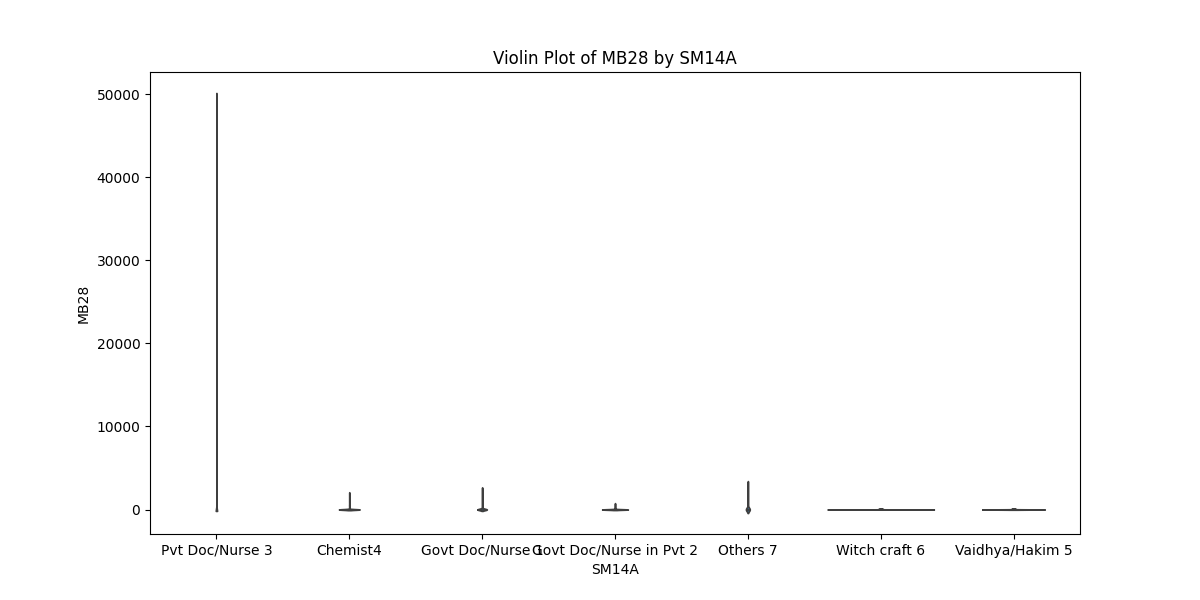 Violin Plot of MB28 by SM14A
50000
40000
30000
20000
10000
0
MB28
Pvt Doc/Nurse 3
Chemist4
Govt Doc/Nurse 1
Govt Doc/Nurse in Pvt 2
Others 7
Witch craft 6
Vaidhya/Hakim 5
SM14A